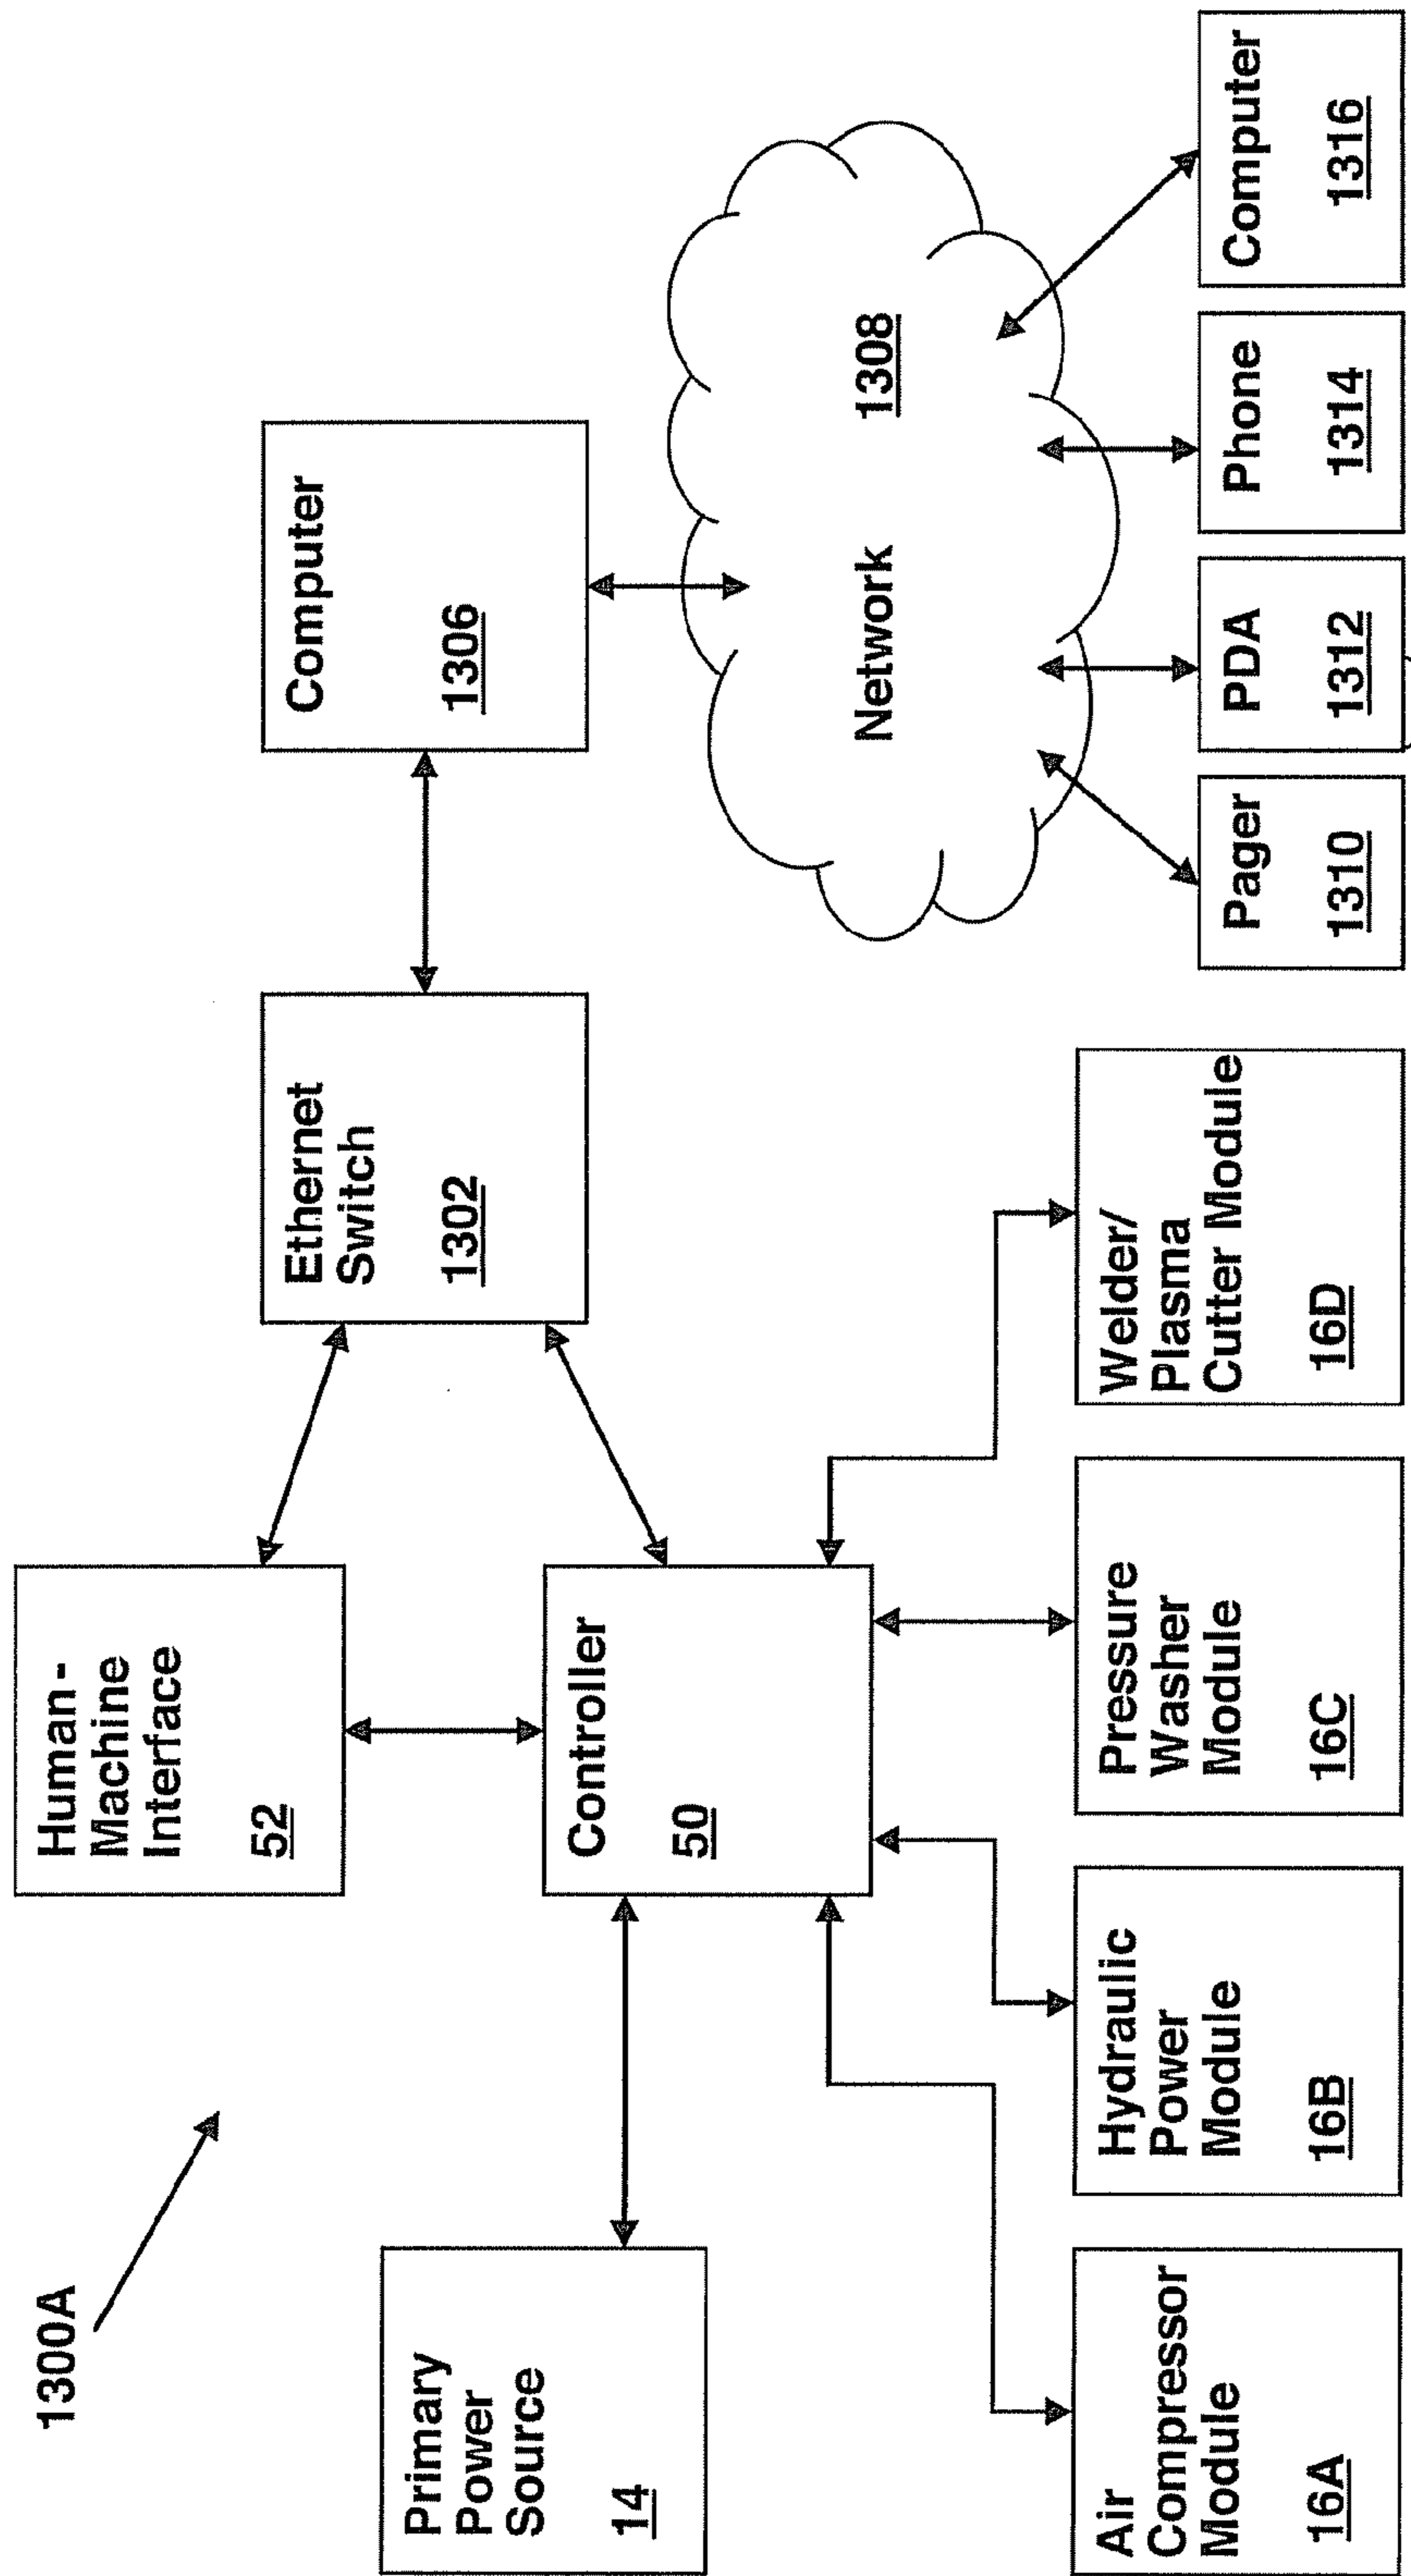 1300A
Human-
Machine
Interface
52
Ethernet
Switch
1302
Computer
1306
Primary
Power
Source
14
Controller
50
Network
1308
Air
Compressor
Module
16A
Hydraulic
Power
Module
16B
Pressure
Washer
Module
16C
Welder/
Plasma
Cutter Module
16D
Pager
1310
PDA
1312
Phone
1314
Computer
1316